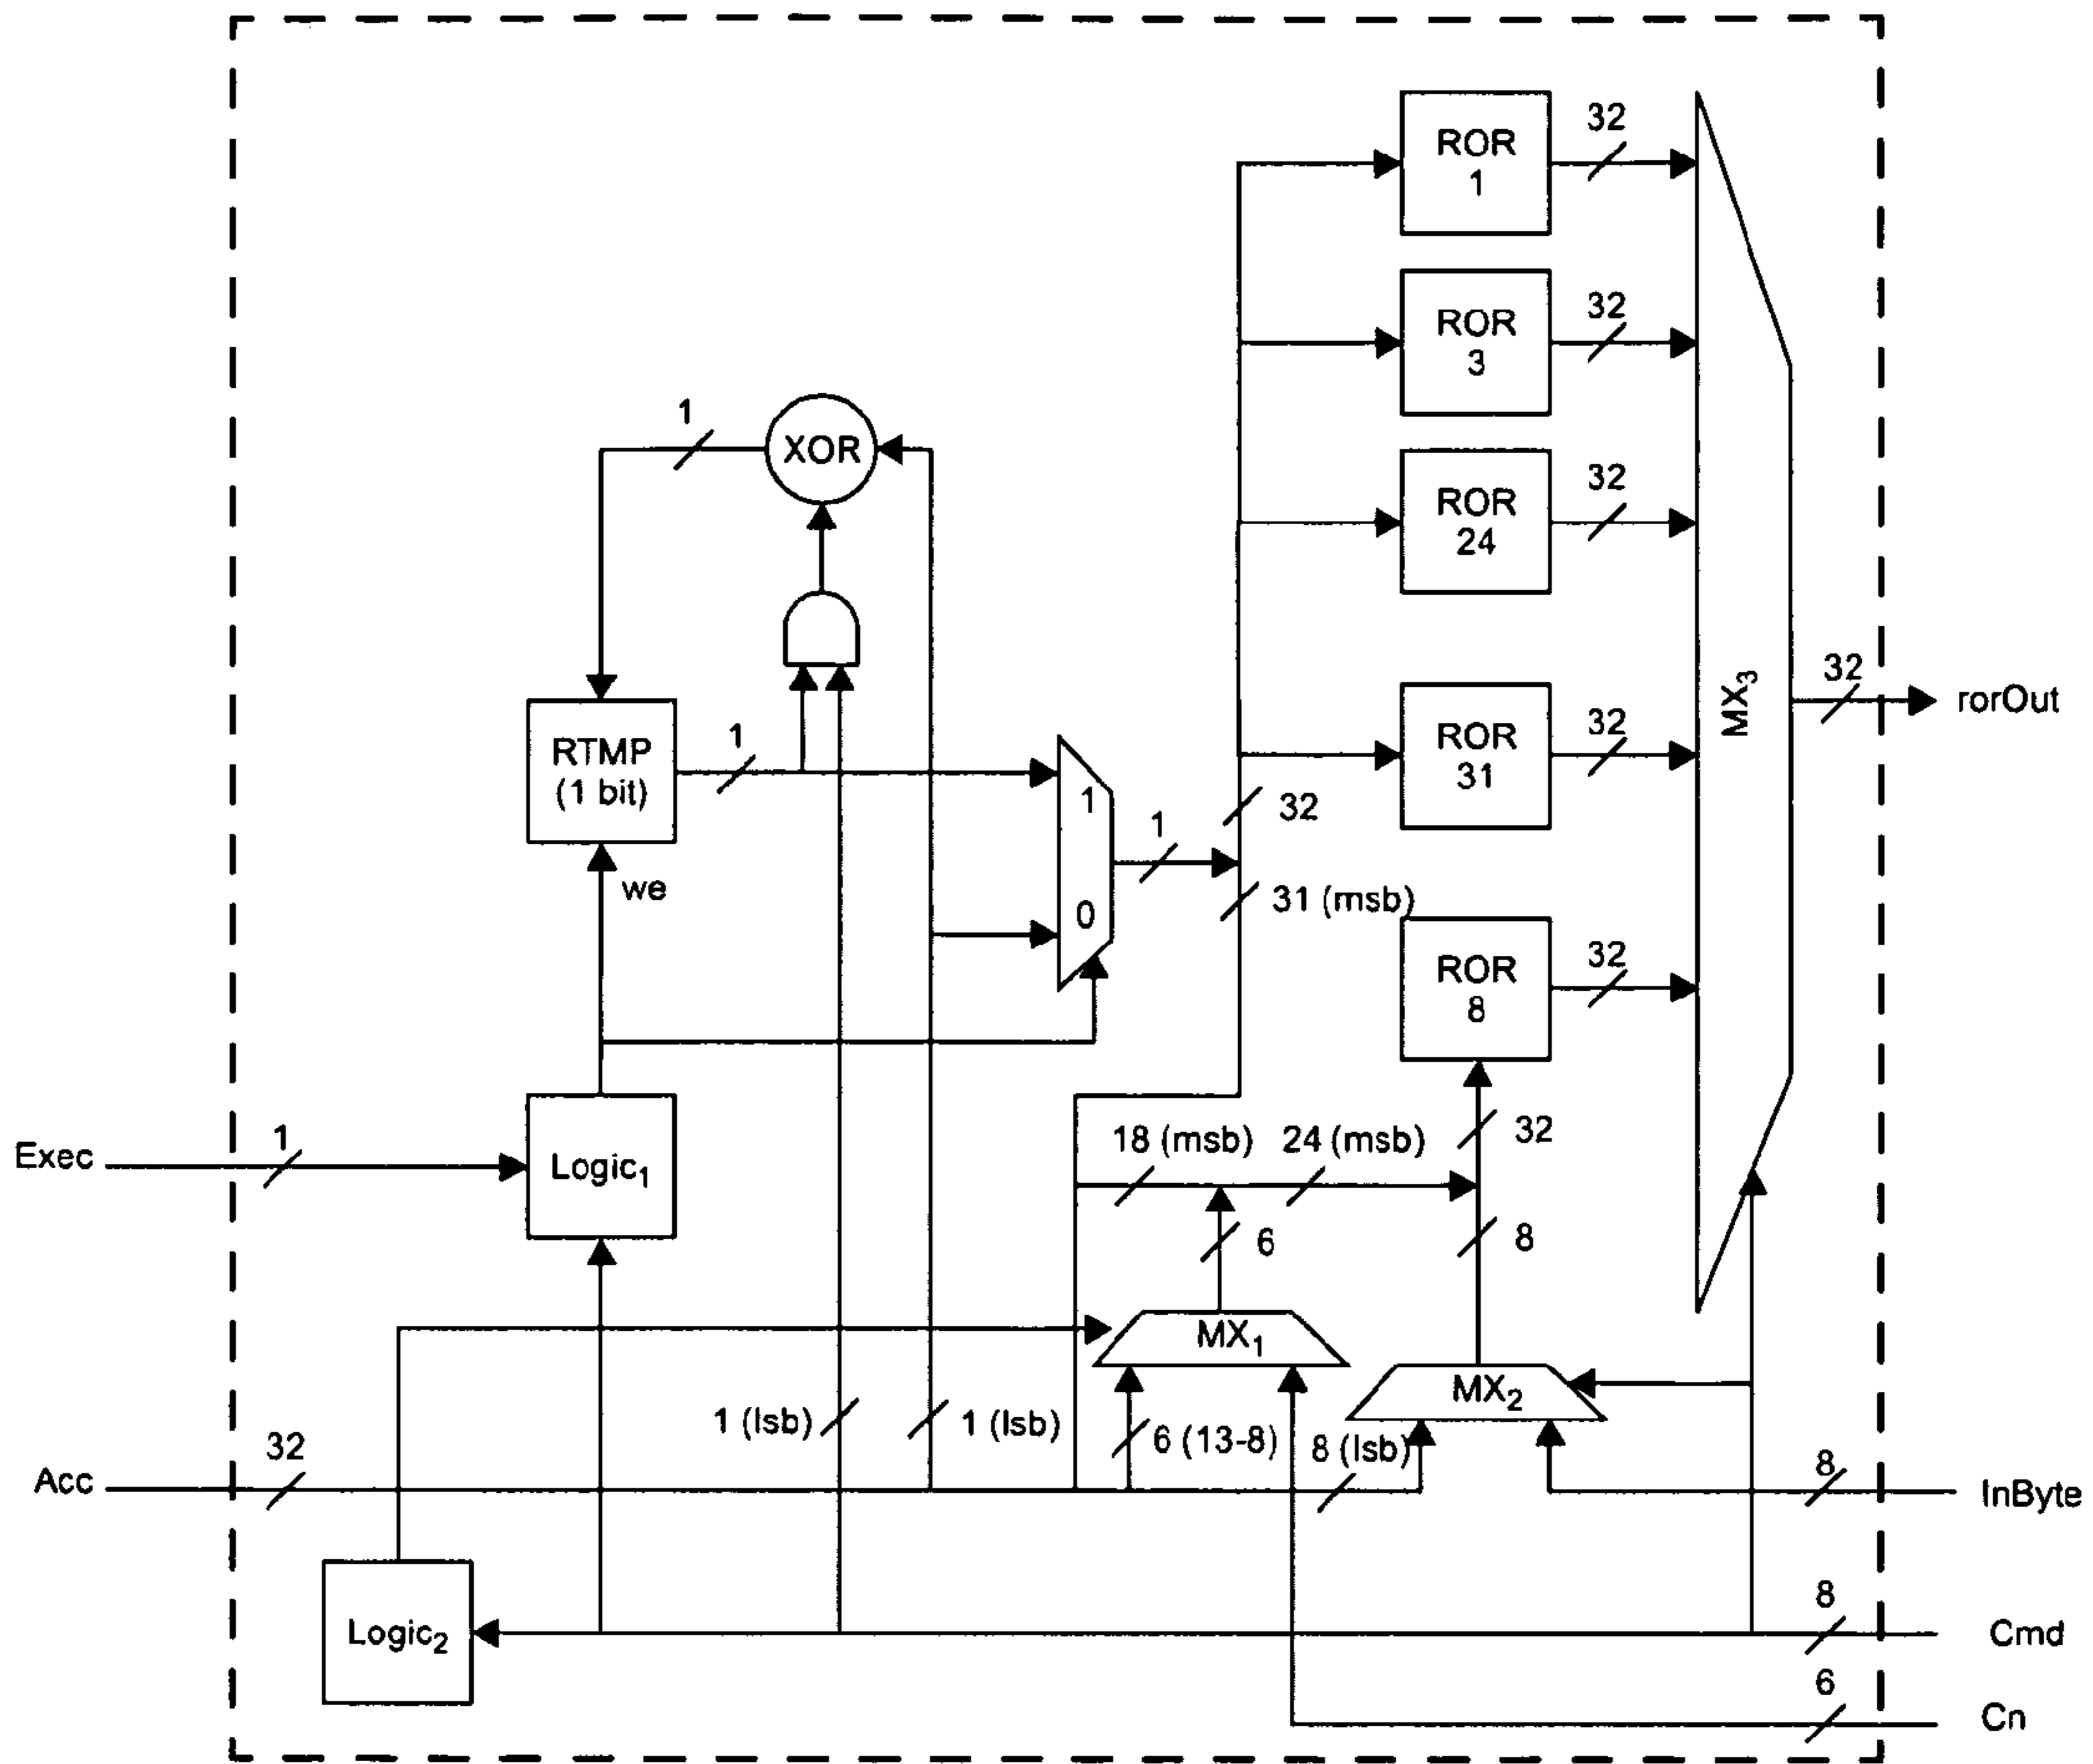 ROR
1
32
ROR
3
32
1
XOR
ROR
24
32
RTMP
(1 bit)
1
we
1
0
1
32
31 (msb)
ROR
31
32
MX3
32
rorOut
ROR
8
32
Exec
1
Logic1
18 (msb)
24 (msb)
32
6
8
MX1
MX2
1 (lsb)
1 (lsb)
6 (13-8)
8 (lsb)
Acc
32
8
InByte
Logic2
8
Cmd
6
Cn